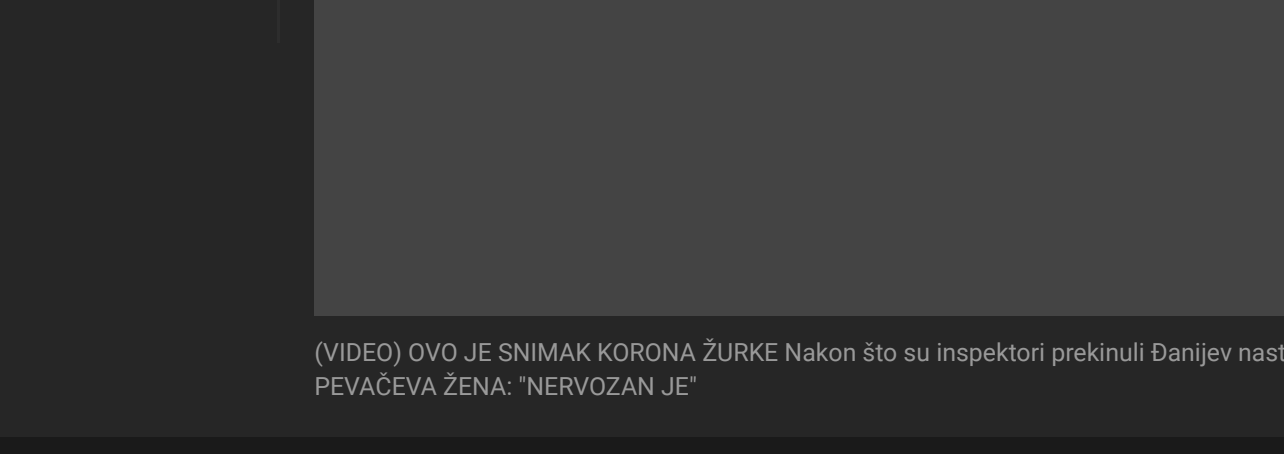 (VIDEO) OVO JE SNIMAK KORONA ŽURKE Nakon što su inspektori prekinuli Đanijev
PEVAČEVA ŽENA: "NERVOZAN JE"